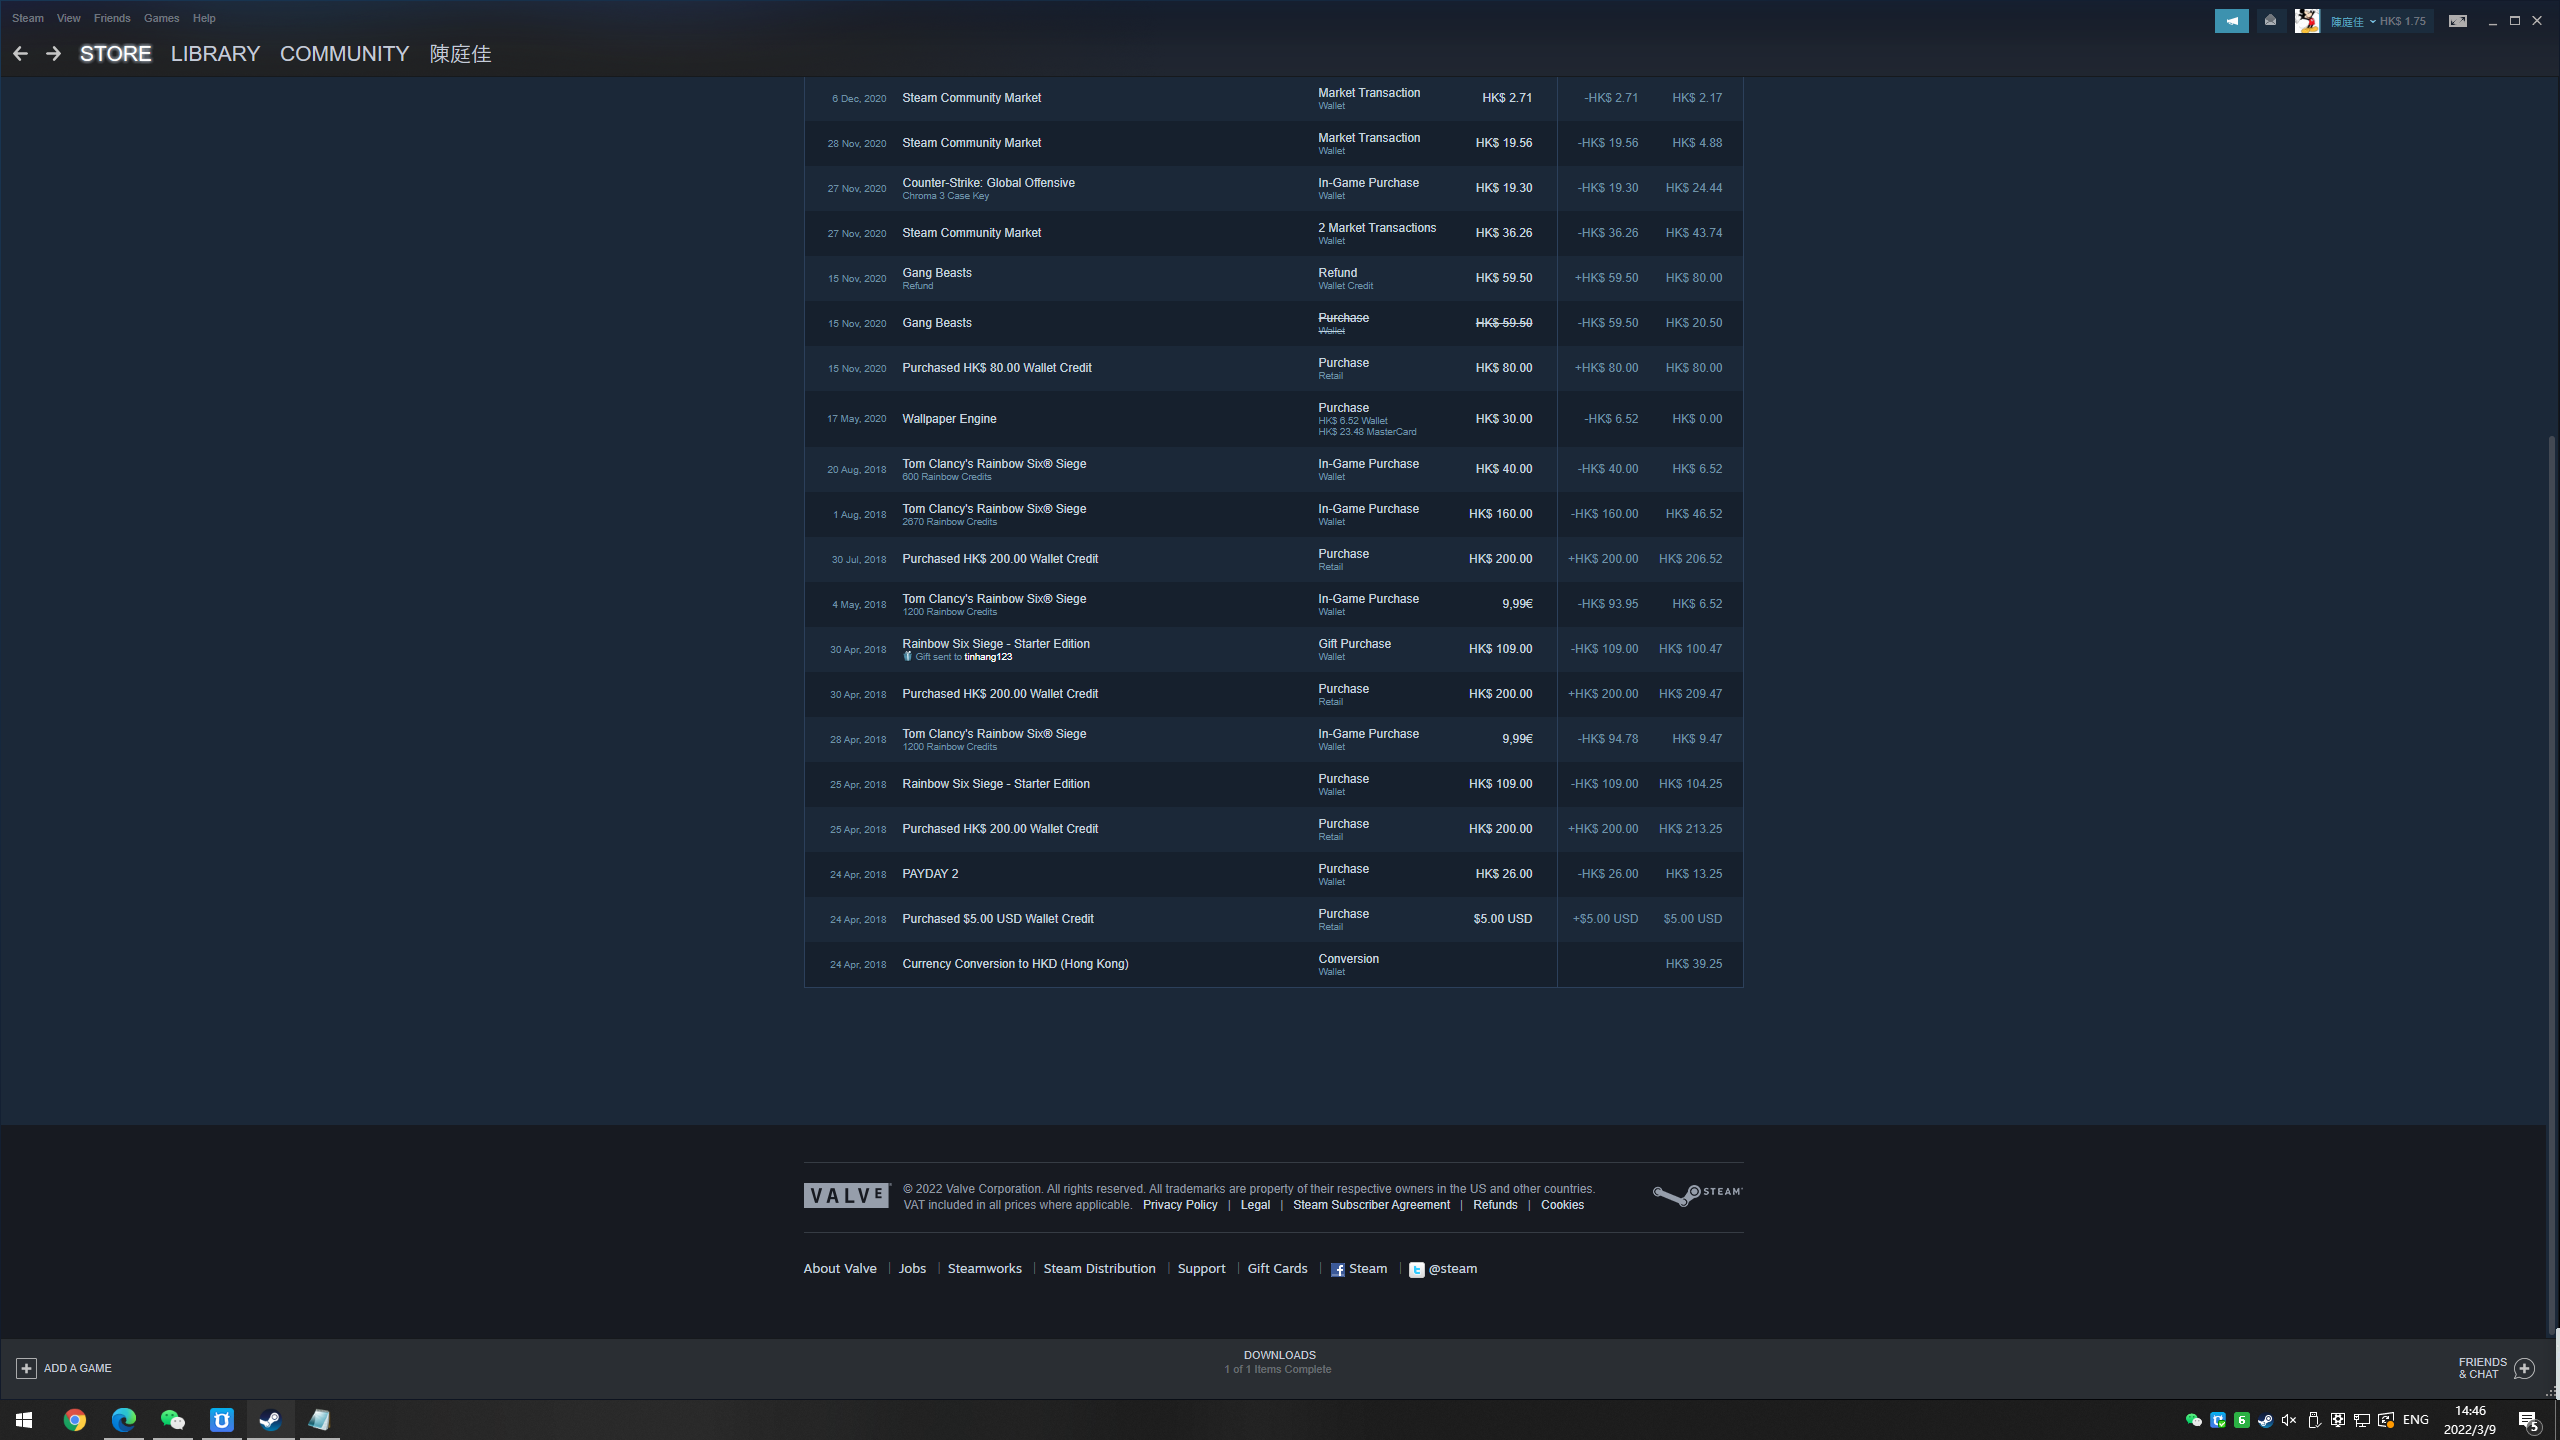 Steam View Friends Games Help
陳庭佳 HK$ 1.75
STORE LIBRARY COMMUNITY 陳庭佳
6 Dec, 2020 Steam Community Market Market Transaction HK$ 2.71 -HK$ 2.71 HK$ 2.17
Wallet
28 Nov, 2020 Steam Community Market Market Transaction HK$ 19.56 -HK$ 19.56 HK$ 4.88
Wallet
27 Nov, 2020 Counter-Strike: Global Offensive In-Game Purchase HK$ 19.30 -HK$ 19.30 HK$ 24.44
Chroma 3 Case Key Wallet
27 Nov, 2020 Steam Community Market 2 Market Transactions HK$ 36.26 -HK$ 36.26 HK$ 43.74
Wallet
15 Nov, 2020 Gang Beasts Refund HK$ 59.50 +HK$ 59.50 HK$ 80.00
Refund Wallet Credit
15 Nov, 2020 Gang Beasts Purchase HK$ 59.50 -HK$ 59.50 HK$ 20.50
Wallet
15 Nov, 2020 Purchased HK$ 80.00 Wallet Credit Purchase HK$ 80.00 +HK$ 80.00 HK$ 80.00
Retail
17 May, 2020 Wallpaper Engine Purchase HK$ 30.00 -HK$ 6.52 HK$ 0.00
HK$ 6.52 Wallet
HK$ 23.48 MasterCard
20 Aug, 2018 Tom Clancy's Rainbow Six® Siege In-Game Purchase HK$ 40.00 -HK$ 40.00 HK$ 6.52
600 Rainbow Credits Wallet
1 Aug, 2018 Tom Clancy's Rainbow Six® Siege In-Game Purchase HK$ 160.00 -HK$ 160.00 HK$ 46.52
2670 Rainbow Credits Wallet
30 Jul, 2018 Purchased HK$ 200.00 Wallet Credit Purchase HK$ 200.00 +HK$ 200.00 HK$ 206.52
Retail
4 May, 2018 Tom Clancy's Rainbow Six® Siege In-Game Purchase 9,99€ -HK$ 93.95 HK$ 6.52
1200 Rainbow Credits Wallet
30 Apr, 2018 Rainbow Six Siege - Starter Edition Gift Purchase HK$ 109.00 -HK$ 109.00 HK$ 100.47
Gift sent to tinhang123 Wallet
30 Apr, 2018 Purchased HK$ 200.00 Wallet Credit Purchase HK$ 200.00 +HK$ 200.00 HK$ 209.47
Retail
28 Apr, 2018 Tom Clancy's Rainbow Six® Siege In-Game Purchase 9,99€ -HK$ 94.78 HK$ 9.47
1200 Rainbow Credits Wallet
25 Apr, 2018 Rainbow Six Siege - Starter Edition Purchase HK$ 109.00 -HK$ 109.00 HK$ 104.25
Wallet
25 Apr, 2018 Purchased HK$ 200.00 Wallet Credit Purchase HK$ 200.00 +HK$ 200.00 HK$ 213.25
Retail
24 Apr, 2018 PAYDAY 2 Purchase HK$ 26.00 -HK$ 26.00 HK$ 13.25
Wallet
24 Apr, 2018 Purchased $5.00 USD Wallet Credit Purchase $5.00 USD +$5.00 USD $5.00 USD
Retail
24 Apr, 2018 Currency Conversion to HKD (Hong Kong) Conversion HK$ 39.25
Wallet
VALVE © 2022 Valve Corporation. All rights reserved. All trademarks are property of their respective owners in the US and other countries. STEAM
VAT included in all prices where applicable. Privacy Policy | Legal | Steam Subscriber Agreement | Refunds | Cookies
About Valve | Jobs | Steamworks | Steam Distribution | Support | Gift Cards | Steam | @steam
ADD A GAME
DOWNLOADS
1 of 1 Items Complete
FRIENDS
& CHAT
ENG
14:46
2022/3/9
5